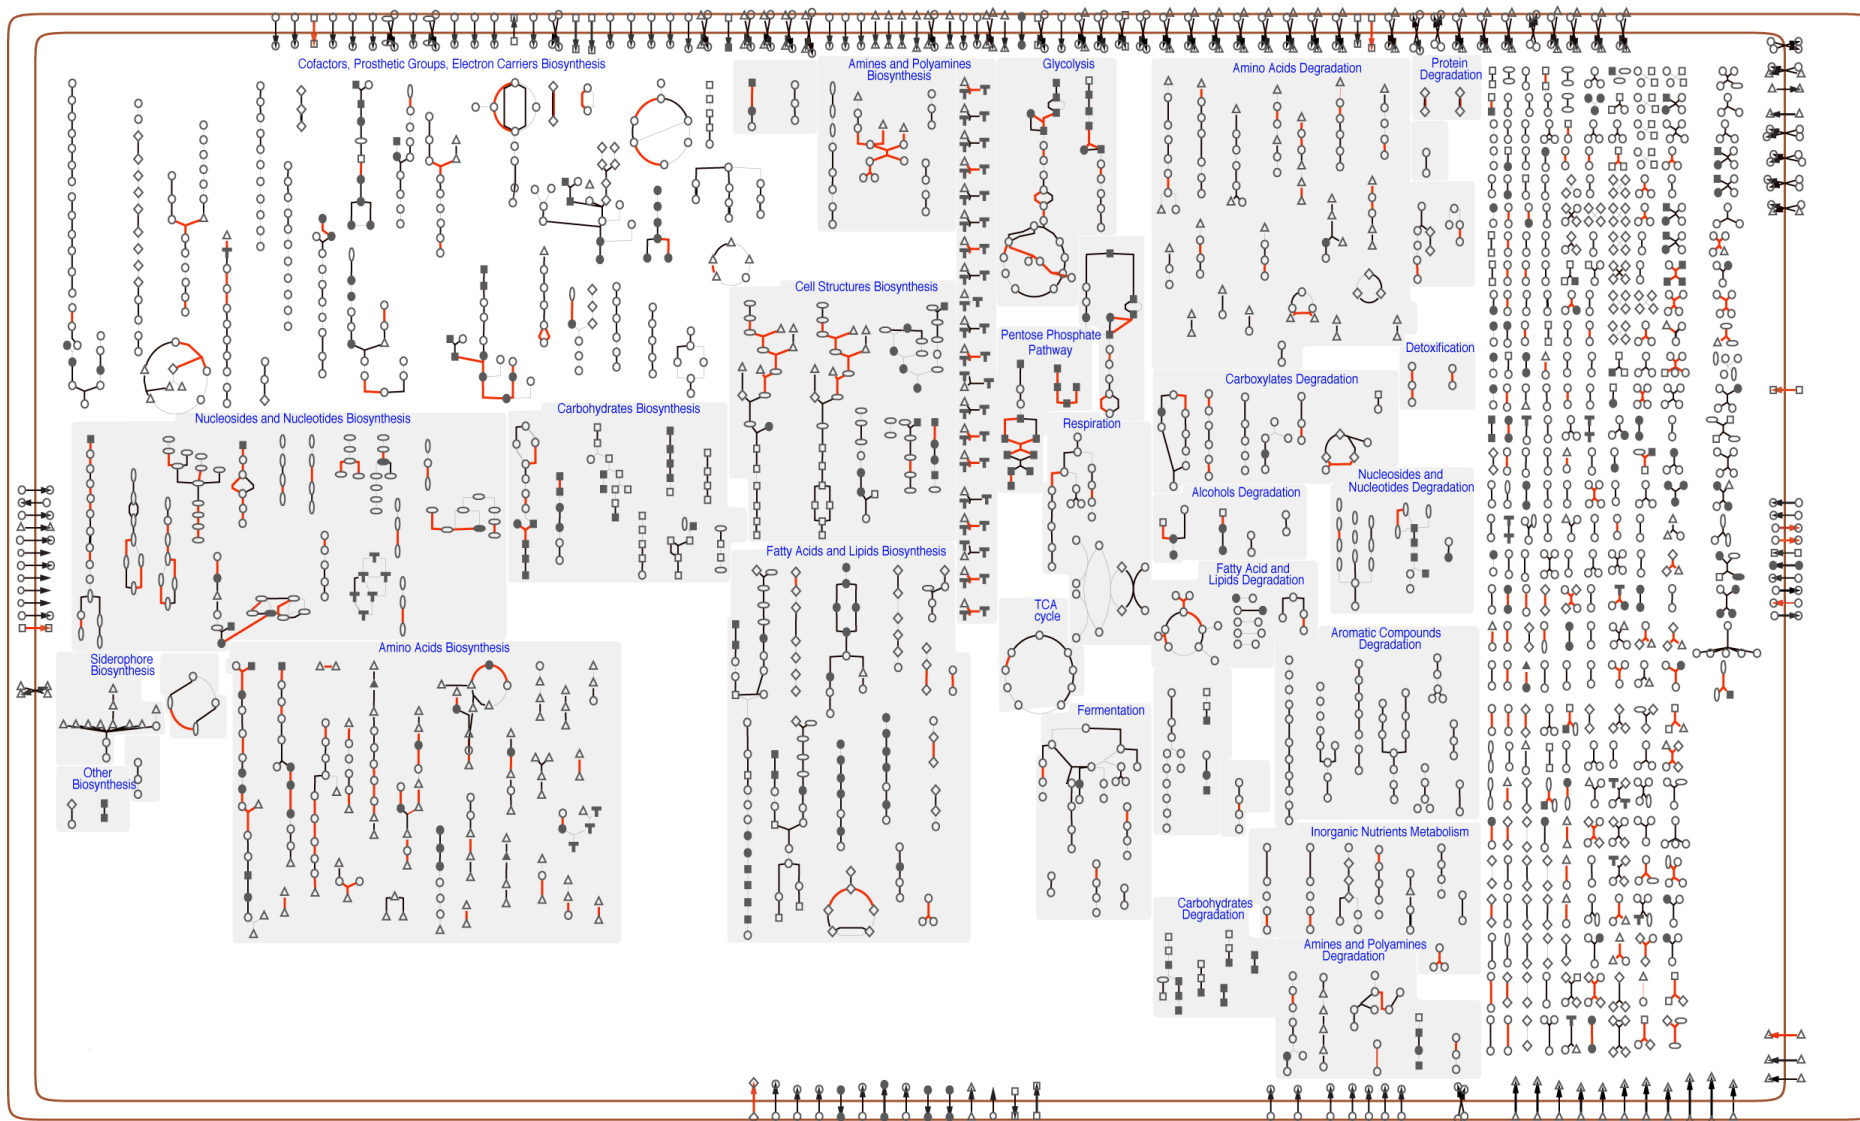 Cofactors, Prosthetic Groups, Electron Carriers Biosynthesis
Amines and Polyamines
Biosynthesis
Glycolysis
Amino Acids Degradation
Protein
Degradation
Cell Structures Biosynthesis
Pentose Phosphate
Pathway
Detoxification
Carboxylates Degradation
Nucleosides and Nucleotides Biosynthesis
Carbohydrates Biosynthesis
Respiration
Nucleosides and
Nucleotides Degradation
Alcohols Degradation
Fatty Acids and Lipids Biosynthesis
Fatty Acid and
Lipids Degradation
TCA
cycle
Aromatic Compounds
Degradation
Siderophore
Biosynthesis
Amino Acids Biosynthesis
Fermentation
Other
Biosynthesis
Inorganic Nutrients Metabolism
Carbohydrates
Degradation
Amines and Polyamines
Degradation